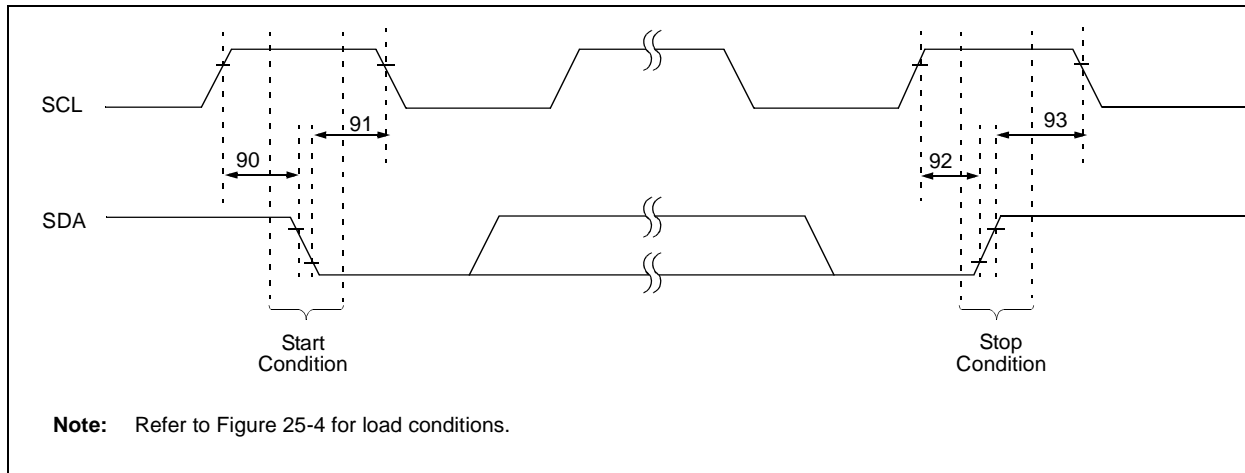 SCL
91
93
90
92
SDA
Start
Condition
Stop
Condition
Note: Refer to Figure 25-4 for load conditions.